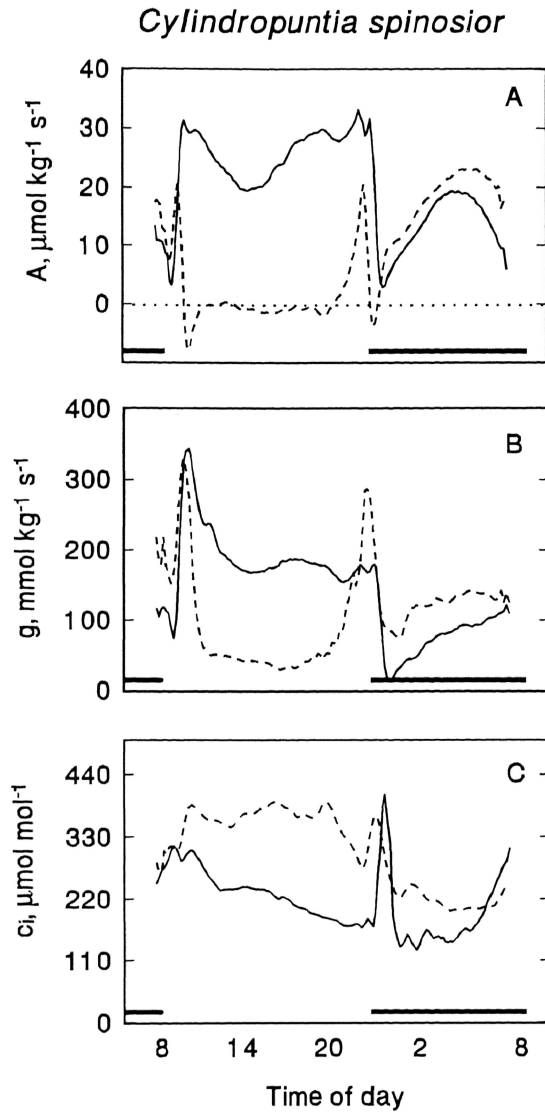 Cylindropuntia spinosior
A
40
30
20
10
0
A, µmol kg⁻¹ s⁻¹
B
400
300
200
100
0
g, mmol kg⁻¹ s⁻¹
C
440
330
220
110
0
cᵢ, µmol mol⁻¹
8 14 20 2 8
Time of day